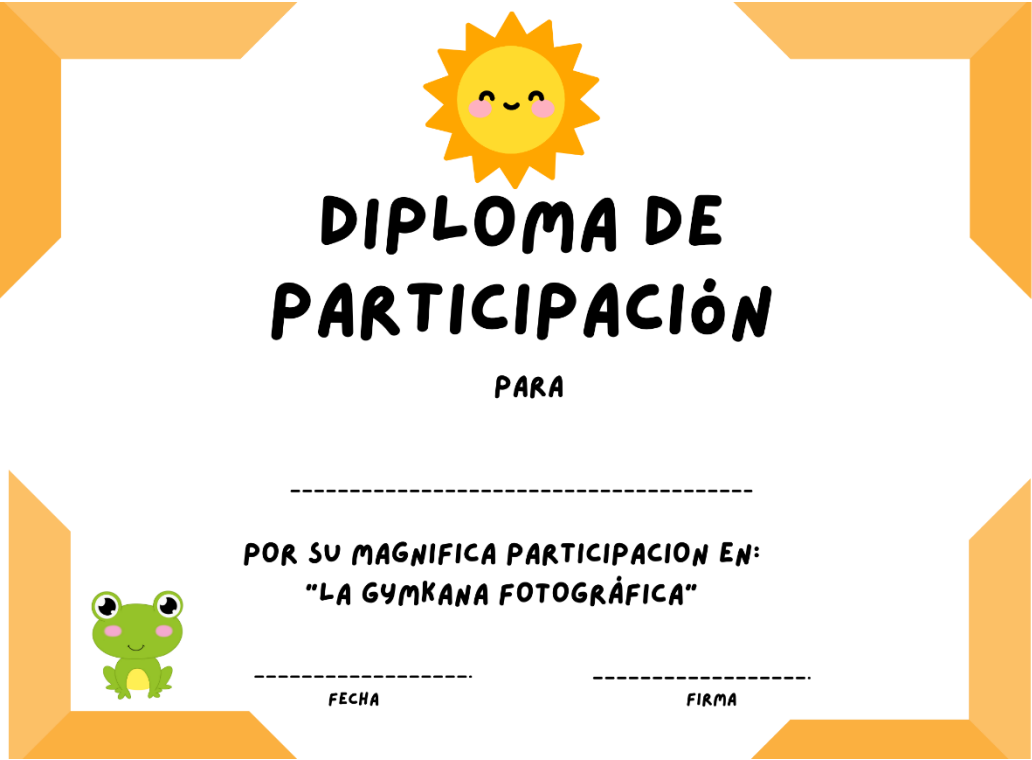 DIPLOMA DE
PARTICIPACIÓN
PARA
POR SU MAGNIFICA PARTICIPACION EN:
"LA GYMKANA FOTOGRÁFICA"
FECHA
FIRMA